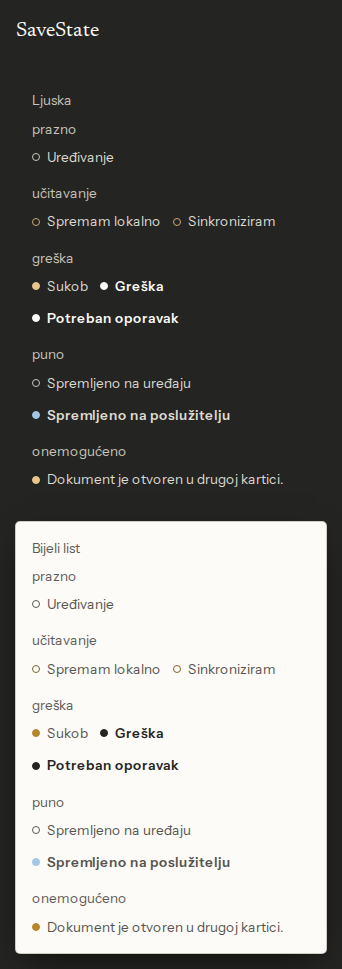 SaveState
Ljuska
prazno
Uređivanje
učitavanje
Spremam lokalno Sinkroniziram
greška
Sukob Greška
Potreban oporavak
puno
Spremljeno na uređaju
Spremljeno na poslužitelju
onemogućeno
Dokument je otvoren u drugoj kartici.
Bijeli list
prazno
Uređivanje
učitavanje
Spremam lokalno Sinkroniziram
greška
Sukob Greška
Potreban oporavak
puno
Spremljeno na uređaju
Spremljeno na poslužitelju
onemogućeno
Dokument je otvoren u drugoj kartici.